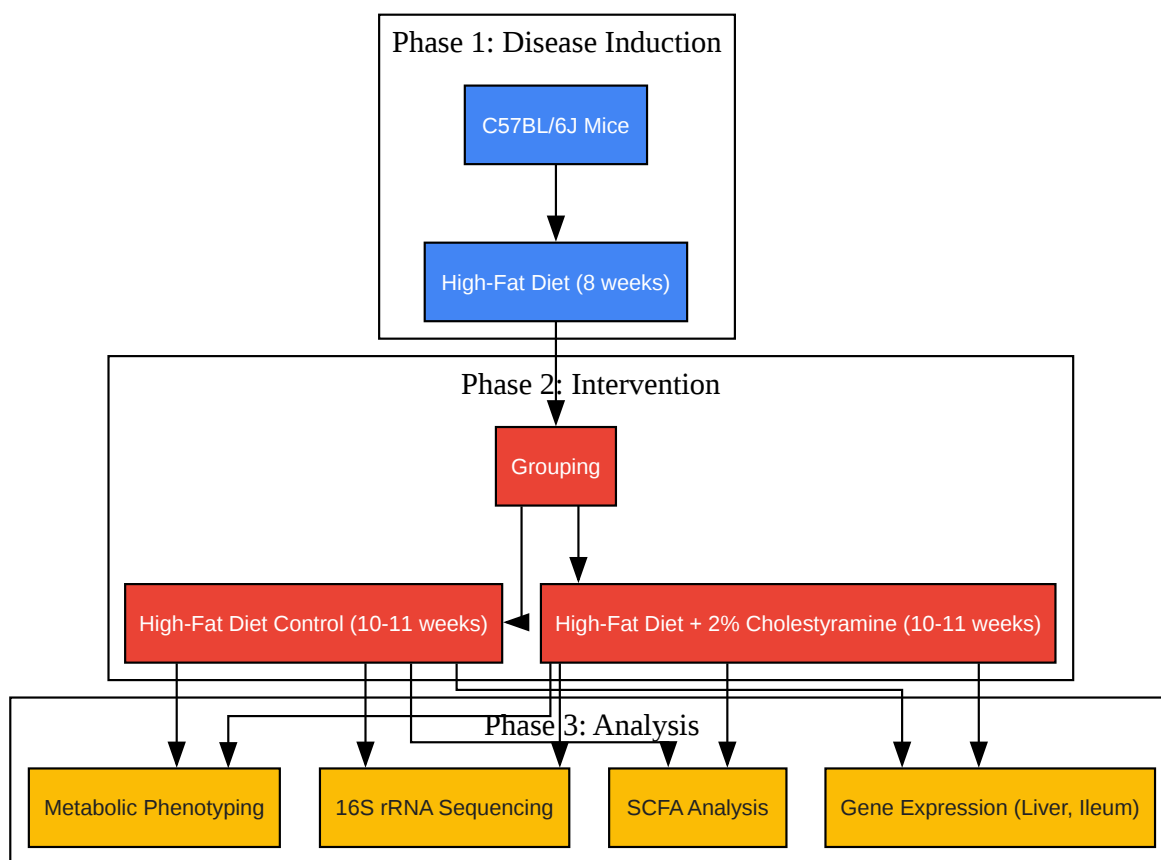 Phase 1: Disease Induction
C57BL/6J Mice
High-Fat Diet (8 weeks)
Phase 2: Intervention
Grouping
High-Fat Diet Control (10-11 weeks)
High-Fat Diet + 2% Cholestyramine (10-11 weeks)
Phase 3: Analysis
Metabolic Phenotyping
16S rRNA Sequencing
SCFA Analysis
Gene Expression (Liver, Ileum)